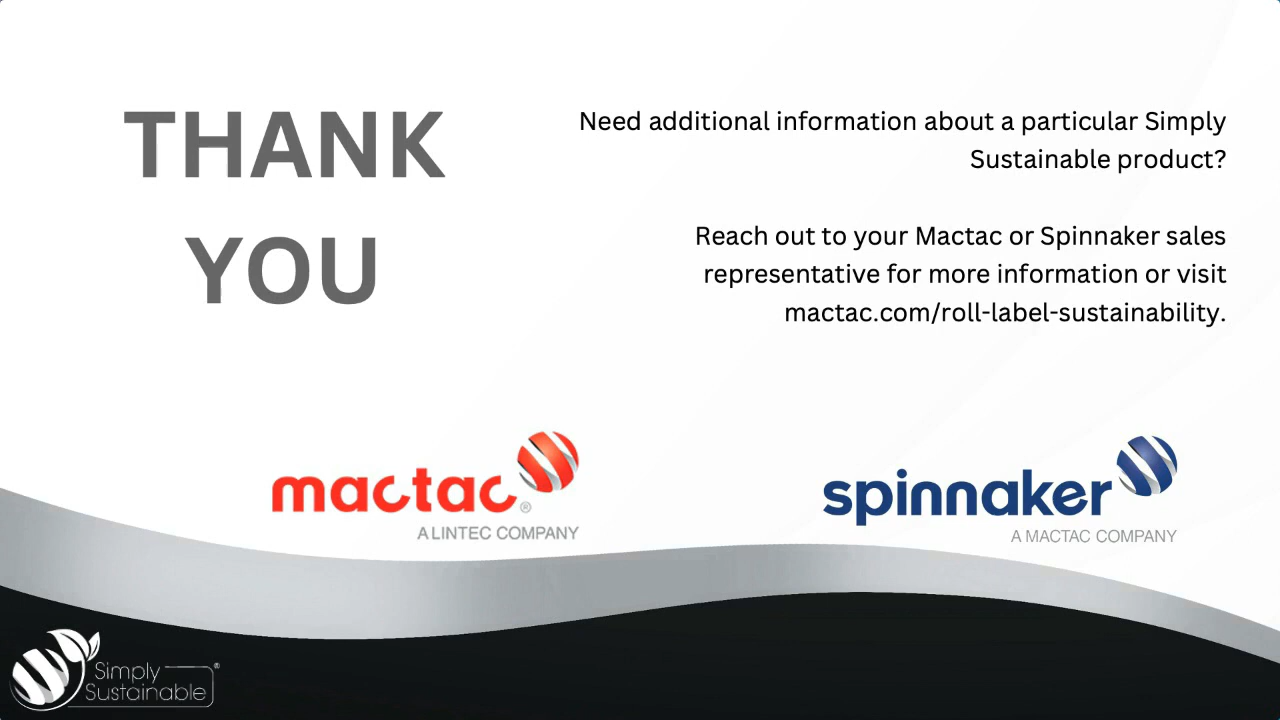 THANK
YOU
Need additional information about a particular Simply
Sustainable product?
Reach out to your Mactac or Spinnaker sales
representative for more information or visit
mactac.com/roll-label-sustainability.
mactac®
A LINTEC COMPANY
spinnaker
A MACTAC COMPANY
Simply
Sustainable®